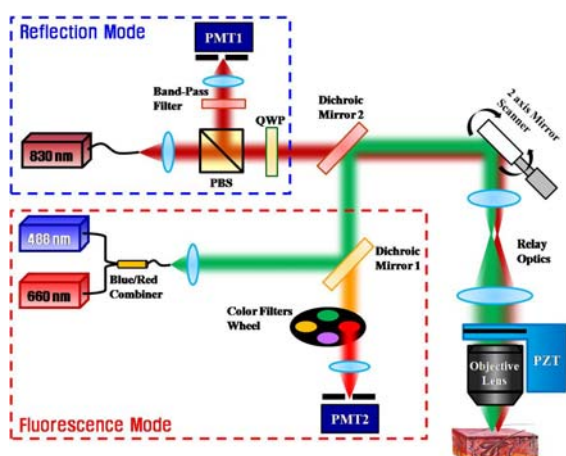 Reflection Mode
PMT1
Band-Pass
Filter
QWP
830 nm
PBS
Dichroic
Mirror 2
2 axis Mirror
Scanner
488 nm
660 nm
Blue/Red
Combiner
Dichroic
Mirror 1
Color Filters
Wheel
PMT2
Fluorescence Mode
Relay
Optics
Objective
Lens
PZT